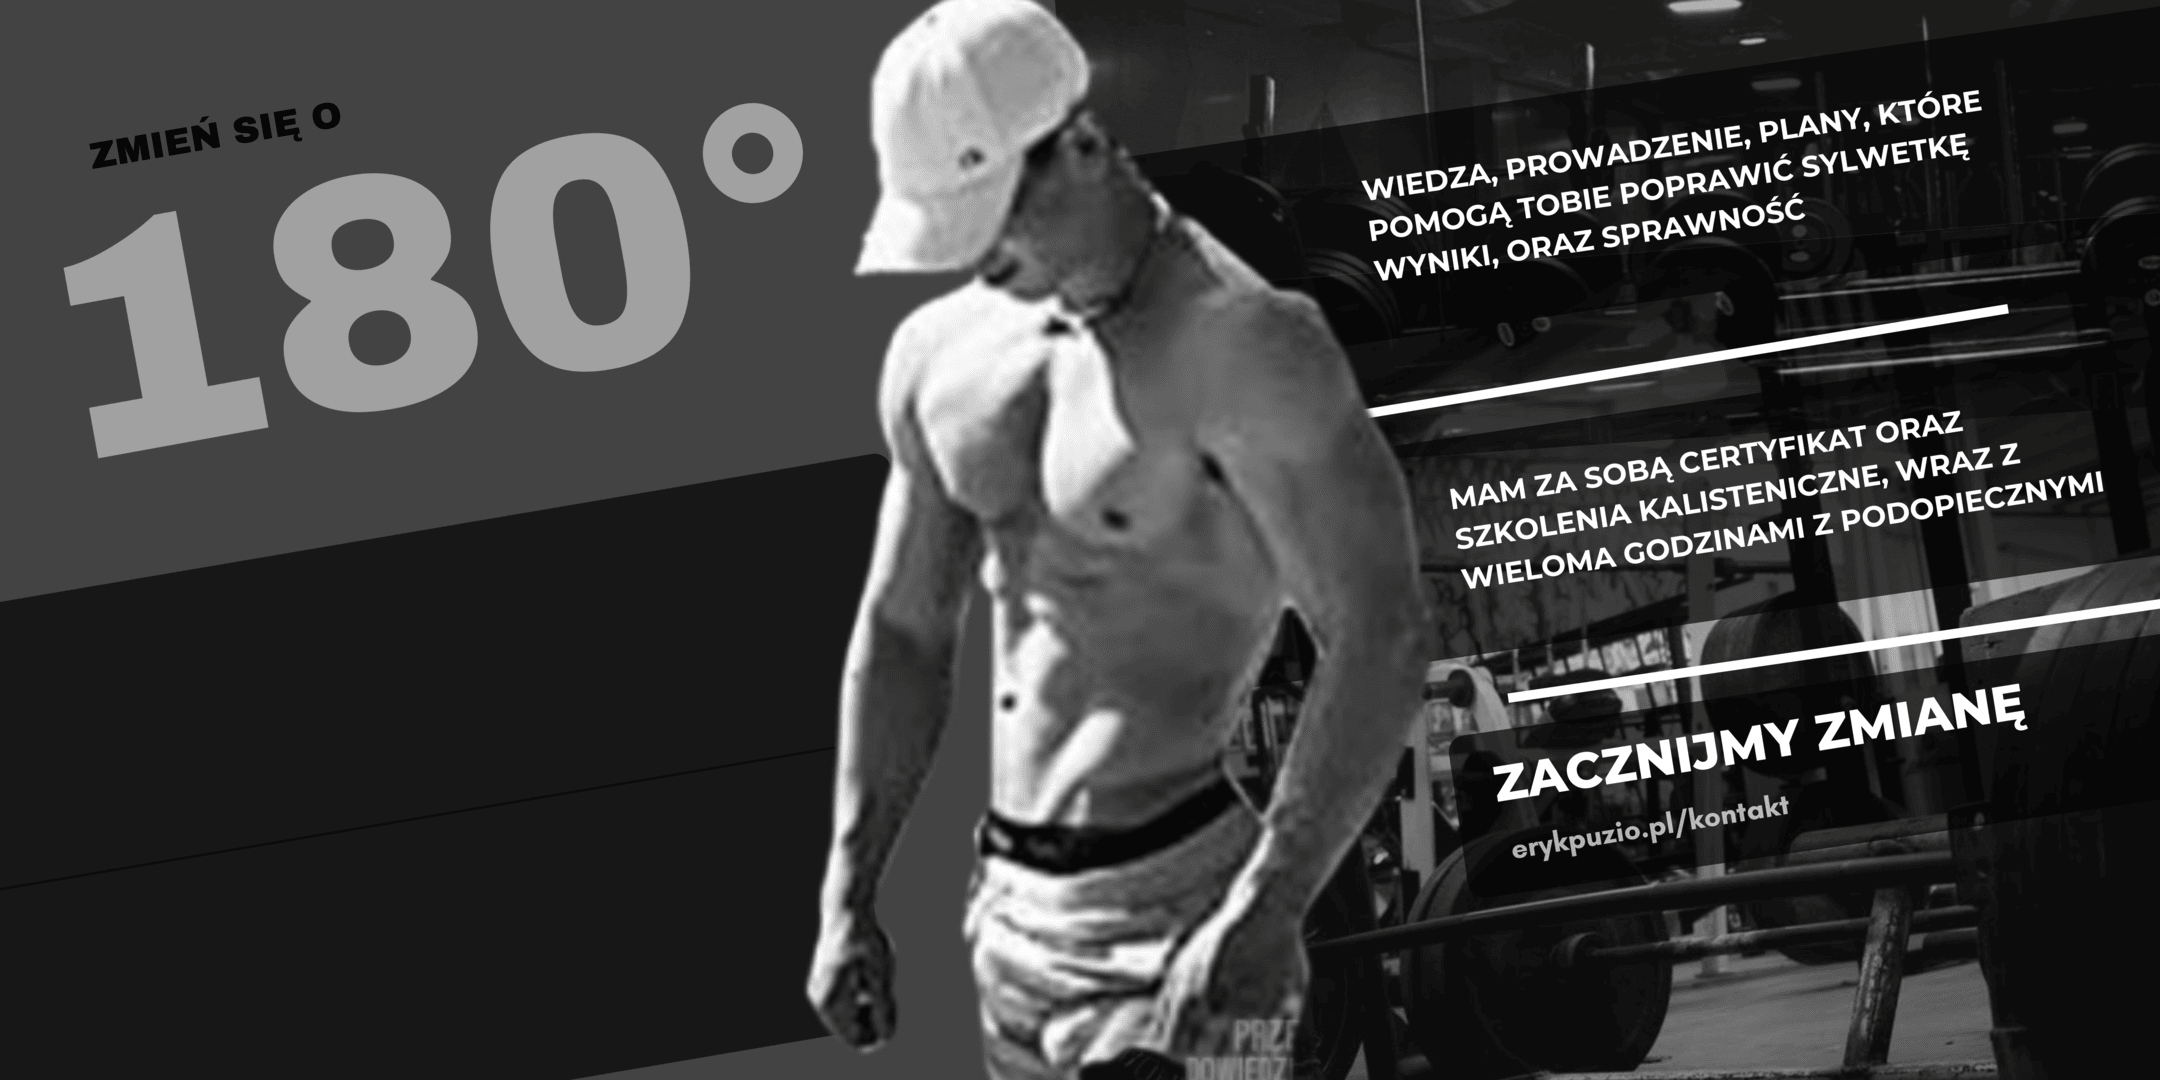 ZMIEŃ SIĘ O
180°
WIEDZA, PROWADZENIE, PLANY, KTÓRE
POMOGĄ TOBIE POPRAWIĆ SYLWETKĘ
WYNIKI, ORAZ SPRAWNOŚĆ
MAM ZA SOBĄ CERTYFIKAT ORAZ
SZKOLENIA KALISTENICZNE, WRAZ Z
WIELOMA GODZINAMI Z PODOPIECZNYMI
ZACZNIJMY ZMIANĘ
erykpuzio.pl/kontakt